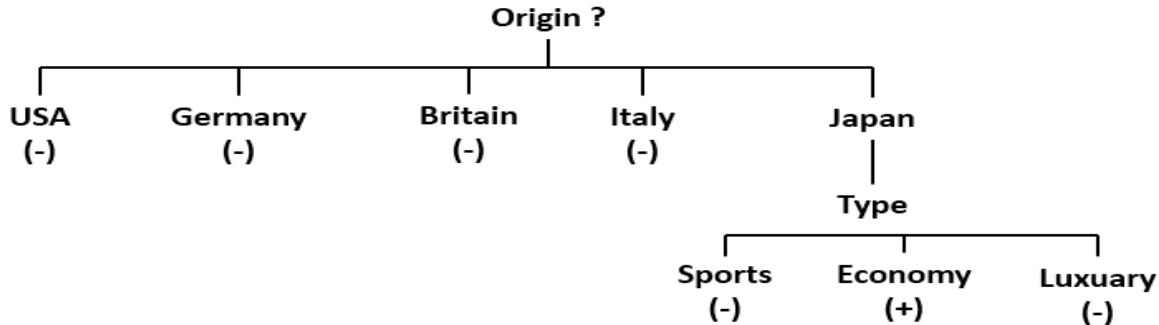 Origin ?
USA Germany Britain Italy Japan
(-) (-) (-) (-)
Type
Sports Economy Luxuary
(-) (+) (-)